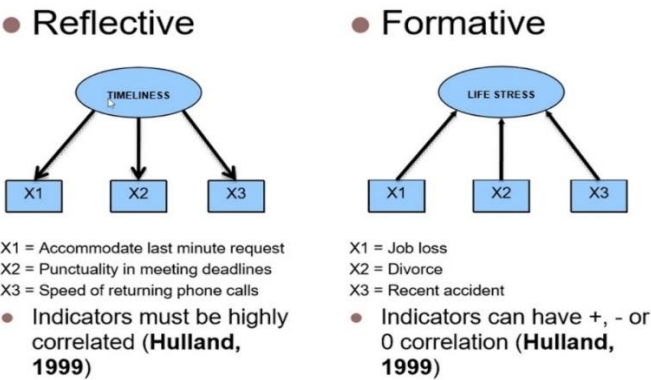 Reflective
TIMELINESS
X1 X2 X3
X1 = Accommodate last minute request
X2 = Punctuality in meeting deadlines
X3 = Speed of returning phone calls
Indicators must be highly
correlated (Hulland,
1999)
Formative
LIFE STRESS
X1 X2 X3
X1 = Job loss
X2 = Divorce
X3 = Recent accident
Indicators can have +, - or
0 correlation (Hulland,
1999)